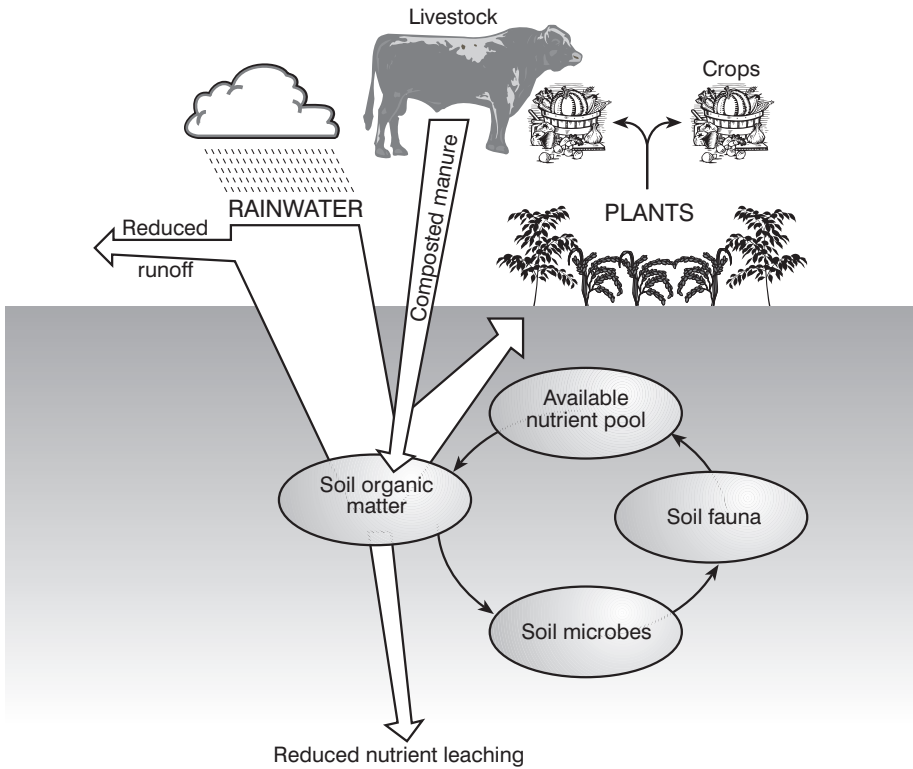 Livestock
Crops
RAINWATER
PLANTS
Reduced
runoff
Composted manure
Available
nutrient pool
Soil organic
matter
Soil fauna
Soil microbes
Reduced nutrient leaching